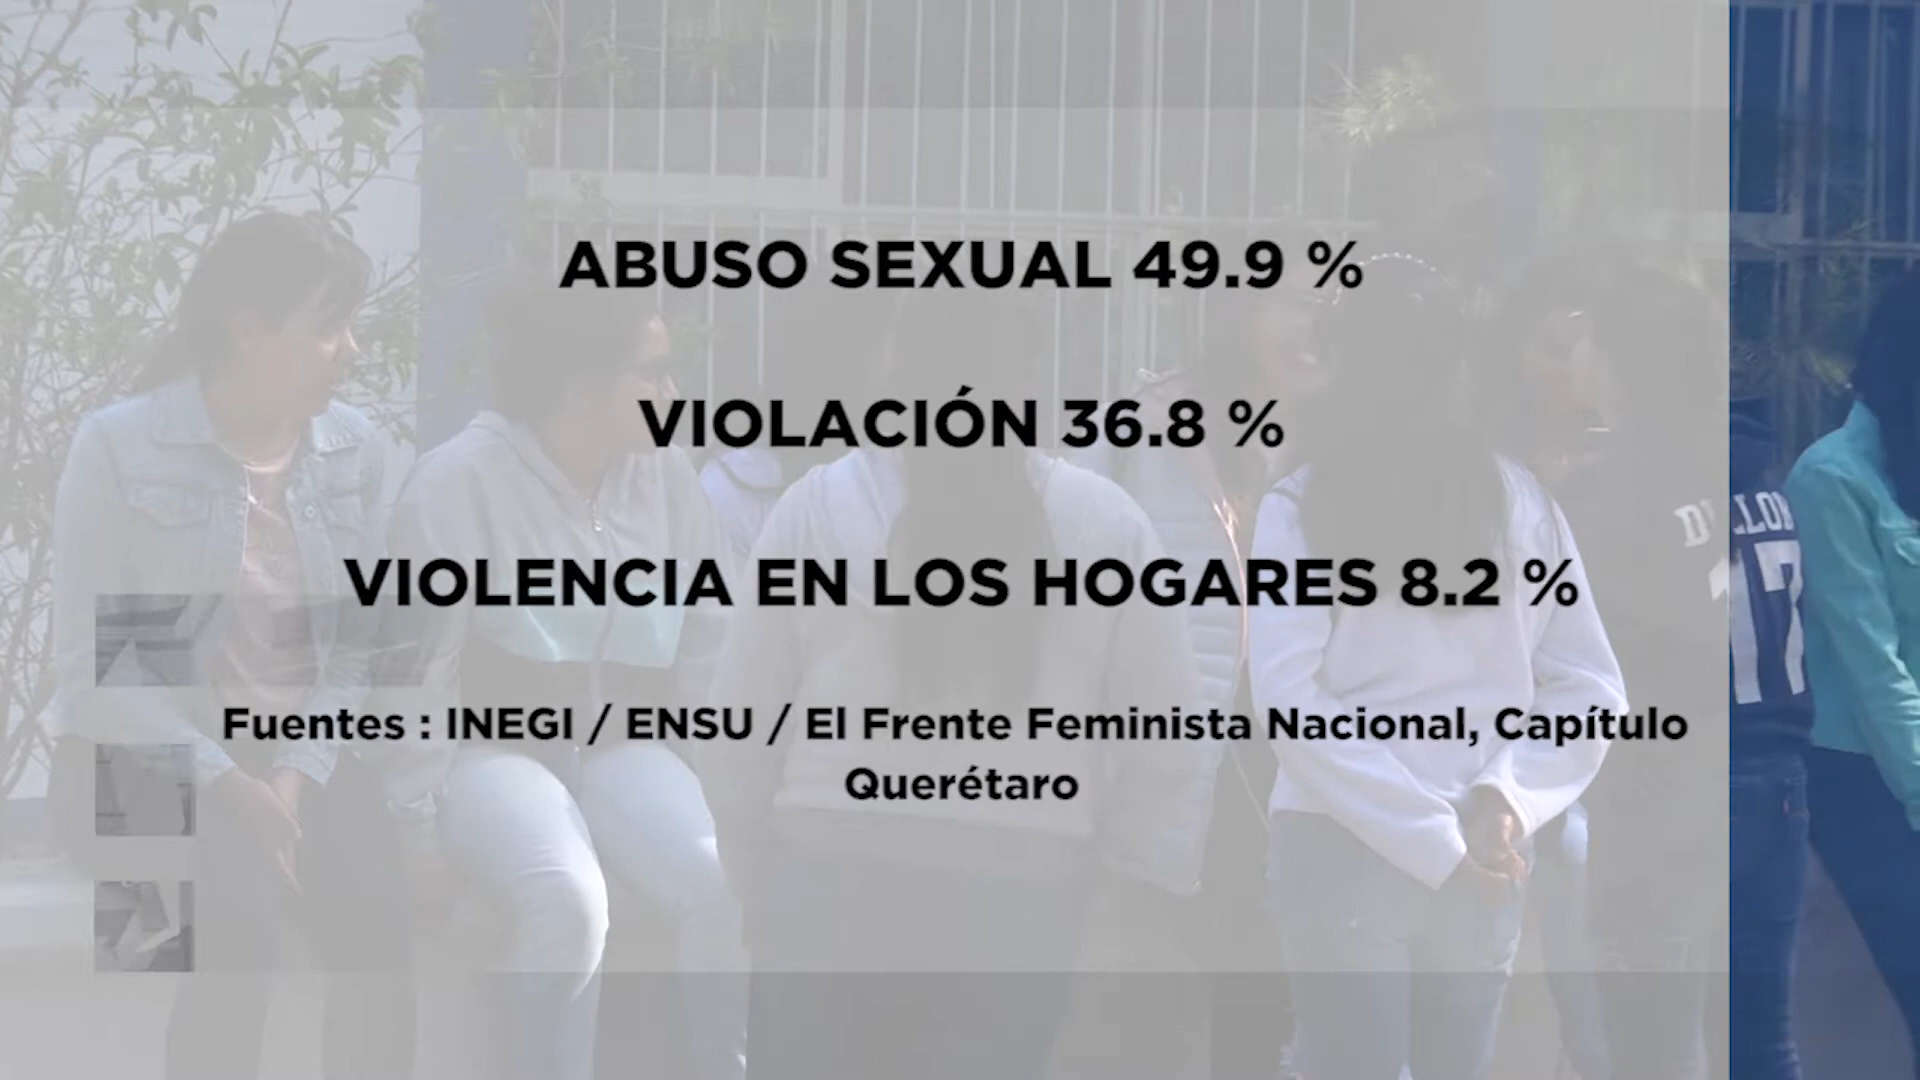 ABUSO SEXUAL 49.9 %
VIOLACIÓN 36.8 %
VIOLENCIA EN LOS HOGARES 8.2 %
Fuentes : INEGI / ENSU / El Frente Feminista Nacional, Capítulo
Querétaro
17